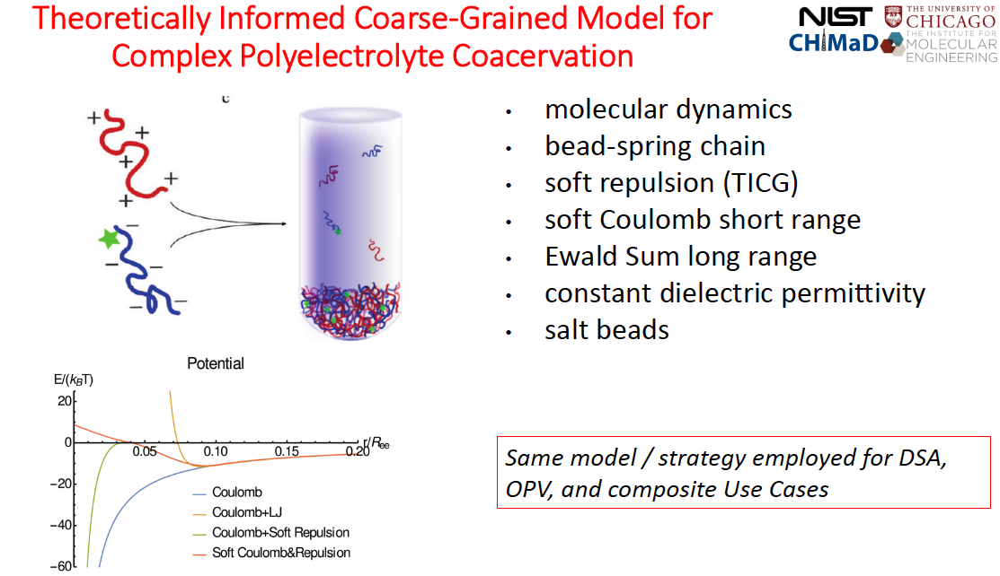 Theoretically Informed Coarse-Grained Model for
Complex Polyelectrolyte Coacervation
NIST
CHiMaD
THE UNIVERSITY OF
CHICAGO
THE INSTITUTE FOR
MOLECULAR
ENGINEERING
+
+
+
+
+
−
−
−
−
−
• molecular dynamics
• bead-spring chain
• soft repulsion (TICG)
• soft Coulomb short range
• Ewald Sum long range
• constant dielectric permittivity
• salt beads
Potential
E/(kBT)
20
0
−20
−40
−60
0.05
0.10
0.15
0.20
r/Ree
Coulomb
Coulomb+LJ
Coulomb+Soft Repulsion
Soft Coulomb&Repulsion
Same model / strategy employed for DSA,
OPV, and composite Use Cases